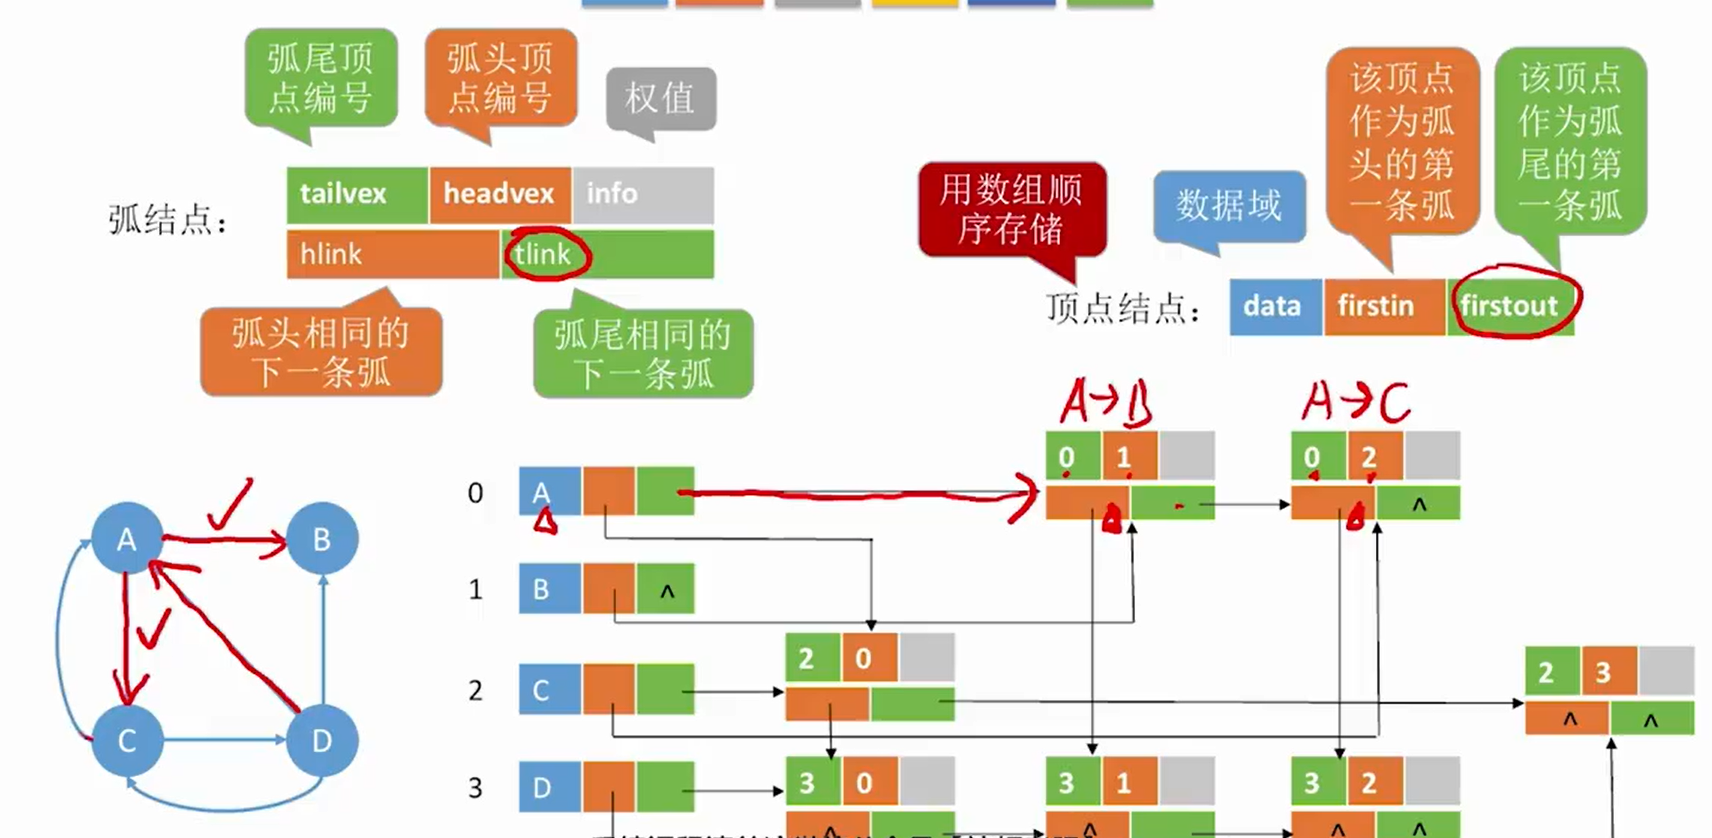 弧尾顶
点编号
弧头顶
点编号
权值
该顶点
作为弧
头的第
一条弧
该顶点
作为弧
尾的第
一条弧
用数组顺
序存储
数据域
弧结点：
tailvex headvex info
hlink tlink
顶点结点：
data firstin firstout
弧头相同的
下一条弧
弧尾相同的
下一条弧
A→B
A→C
A B
C D
0 A
0 1
0 2 ^
1 B ^
2 C
2 0
2 3
^ ^
3 D
3 0
3 1
3 2
^ ^ ^ ^